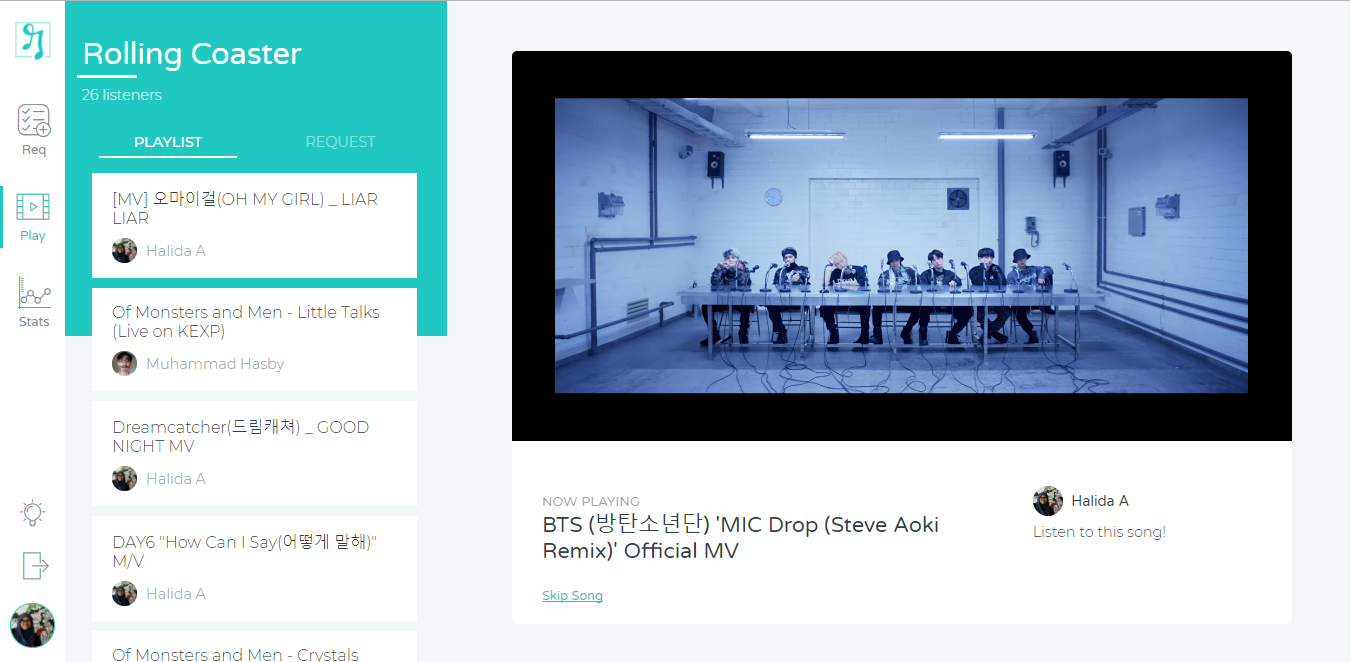 Req
Play
Stats
Rolling Coaster
26 listeners
PLAYLIST
REQUEST
[MV] 오마이걸(OH MY GIRL) _ LIAR
LIAR
Halida A
Of Monsters and Men - Little Talks
(Live on KEXP)
Muhammad Hasby
Dreamcatcher(드림캐쳐) _ GOOD
NIGHT MV
Halida A
DAY6 "How Can I Say(어떻게 말해)"
M/V
Halida A
Of Monsters and Men - Crystals
NOW PLAYING
BTS (방탄소년단) 'MIC Drop (Steve Aoki
Remix)' Official MV
Skip Song
Halida A
Listen to this song!